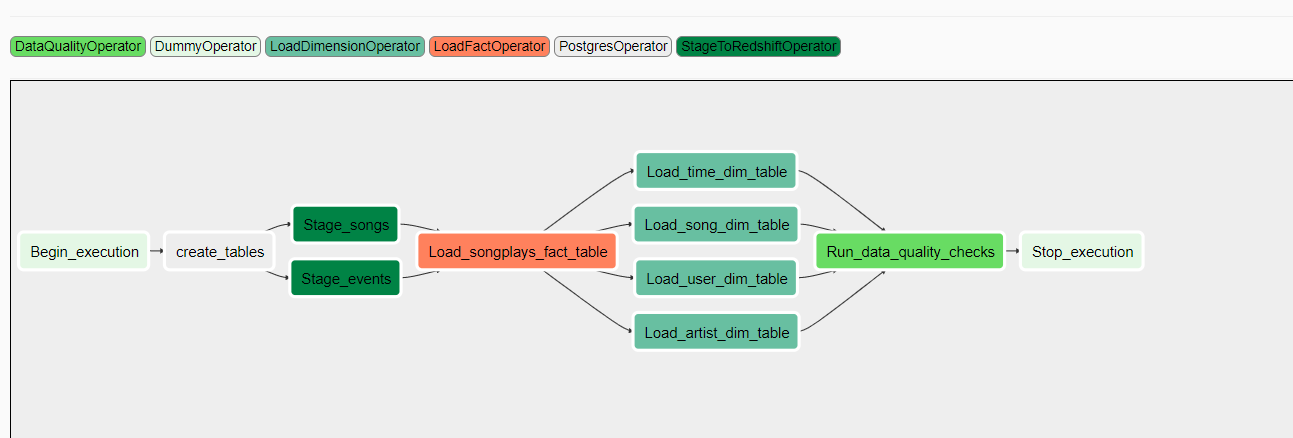 DataQualityOperator DummyOperator LoadDimensionOperator LoadFactOperator PostgresOperator StageToRedshiftOperator
Load_time_dim_table
Stage_songs Load_song_dim_table
Begin_execution create_tables Load_songplays_fact_table Run_data_quality_checks Stop_execution
Stage_events Load_user_dim_table
Load_artist_dim_table